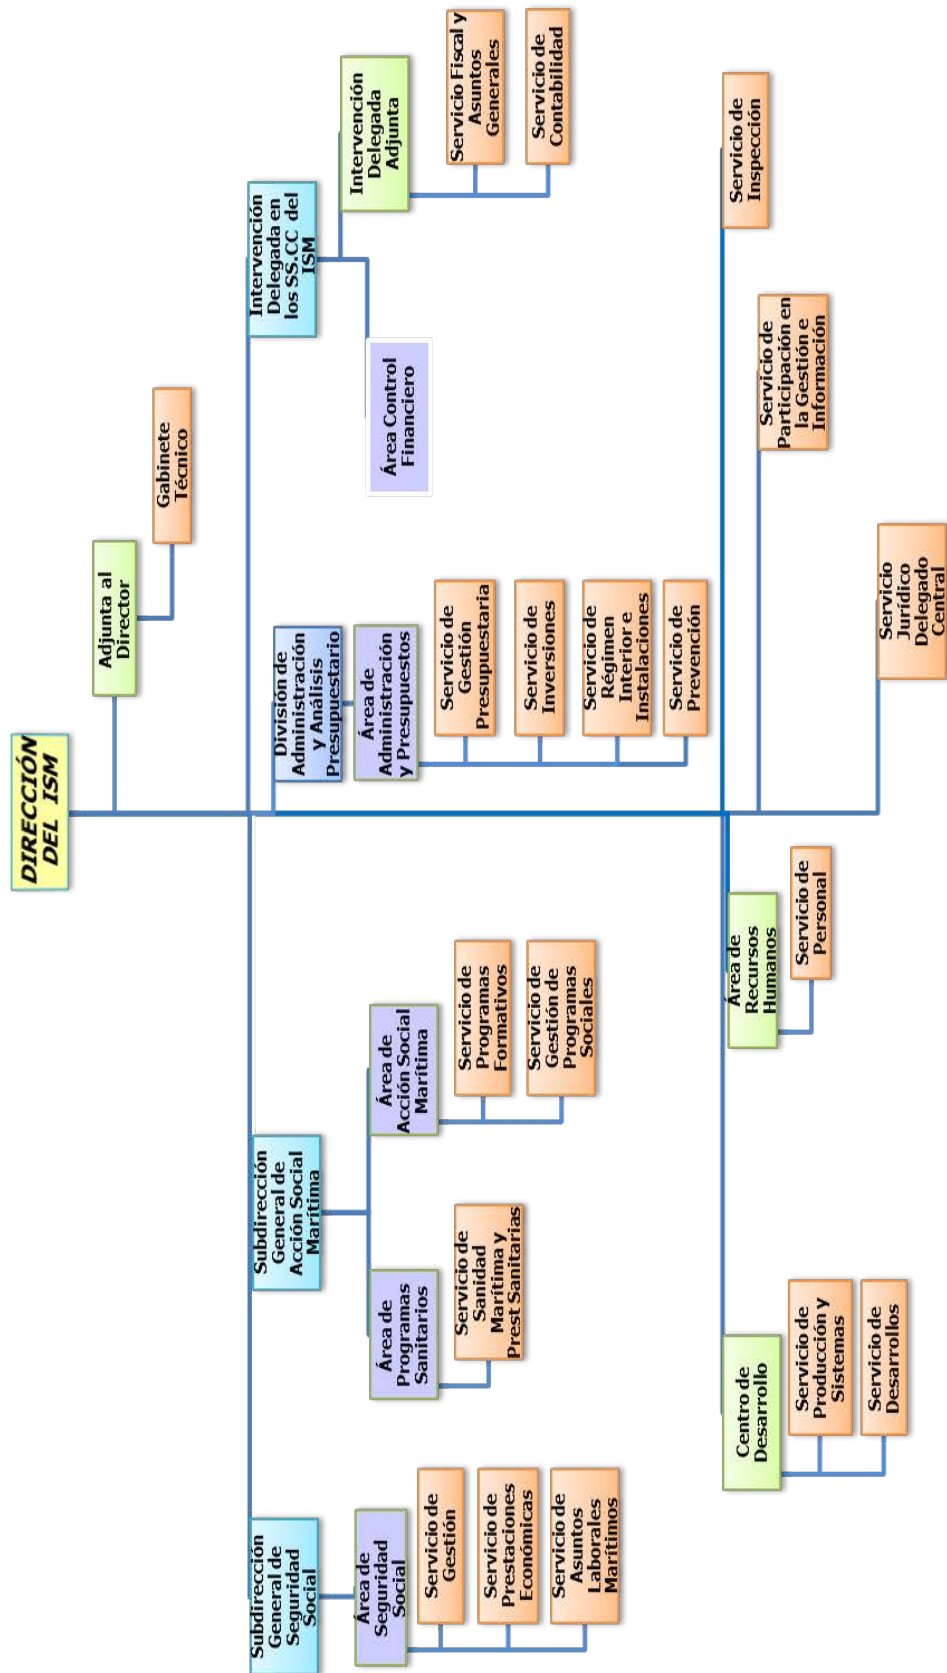 DIRECCIÓN
DEL ISM
Adjunta al
Director
Gabinete
Técnico
Subdirección
General de
Seguridad
Social
Área de
Seguridad
Social
Servicio de
Gestión
Servicio de
Prestaciones
Económicas
Servicio de
Asuntos
Laborales
Marítimos
Subdirección
General de
Acción Social
Marítima
Área de
Programas
Sanitarios
Servicio de
Sanidad
Marítima y
Prest Sanitarias
Área de
Acción Social
Marítima
Servicio de
Programas
Formativos
Servicio de
Gestión de
Programas
Sociales
División de
Administración
y Análisis
Presupuestario
Área de
Administración
y Presupuestos
Servicio de
Gestión
Presupuestaria
Servicio de
Inversiones
Servicio de
Régimen
Interior e
Instalaciones
Servicio de
Prevención
Intervención
Delegada en
los SS.CC del
ISM
Área Control
Financiero
Intervención
Delegada
Adjunta
Servicio Fiscal y
Asuntos
Generales
Servicio de
Contabilidad
Centro de
Desarrollo
Servicio de
Producción y
Sistemas
Servicio de
Desarrollos
Área de
Recursos
Humanos
Servicio de
Personal
Servicio
Jurídico
Delegado
Central
Servicio de
Participación en
la Gestión e
Información
Servicio de
Inspección